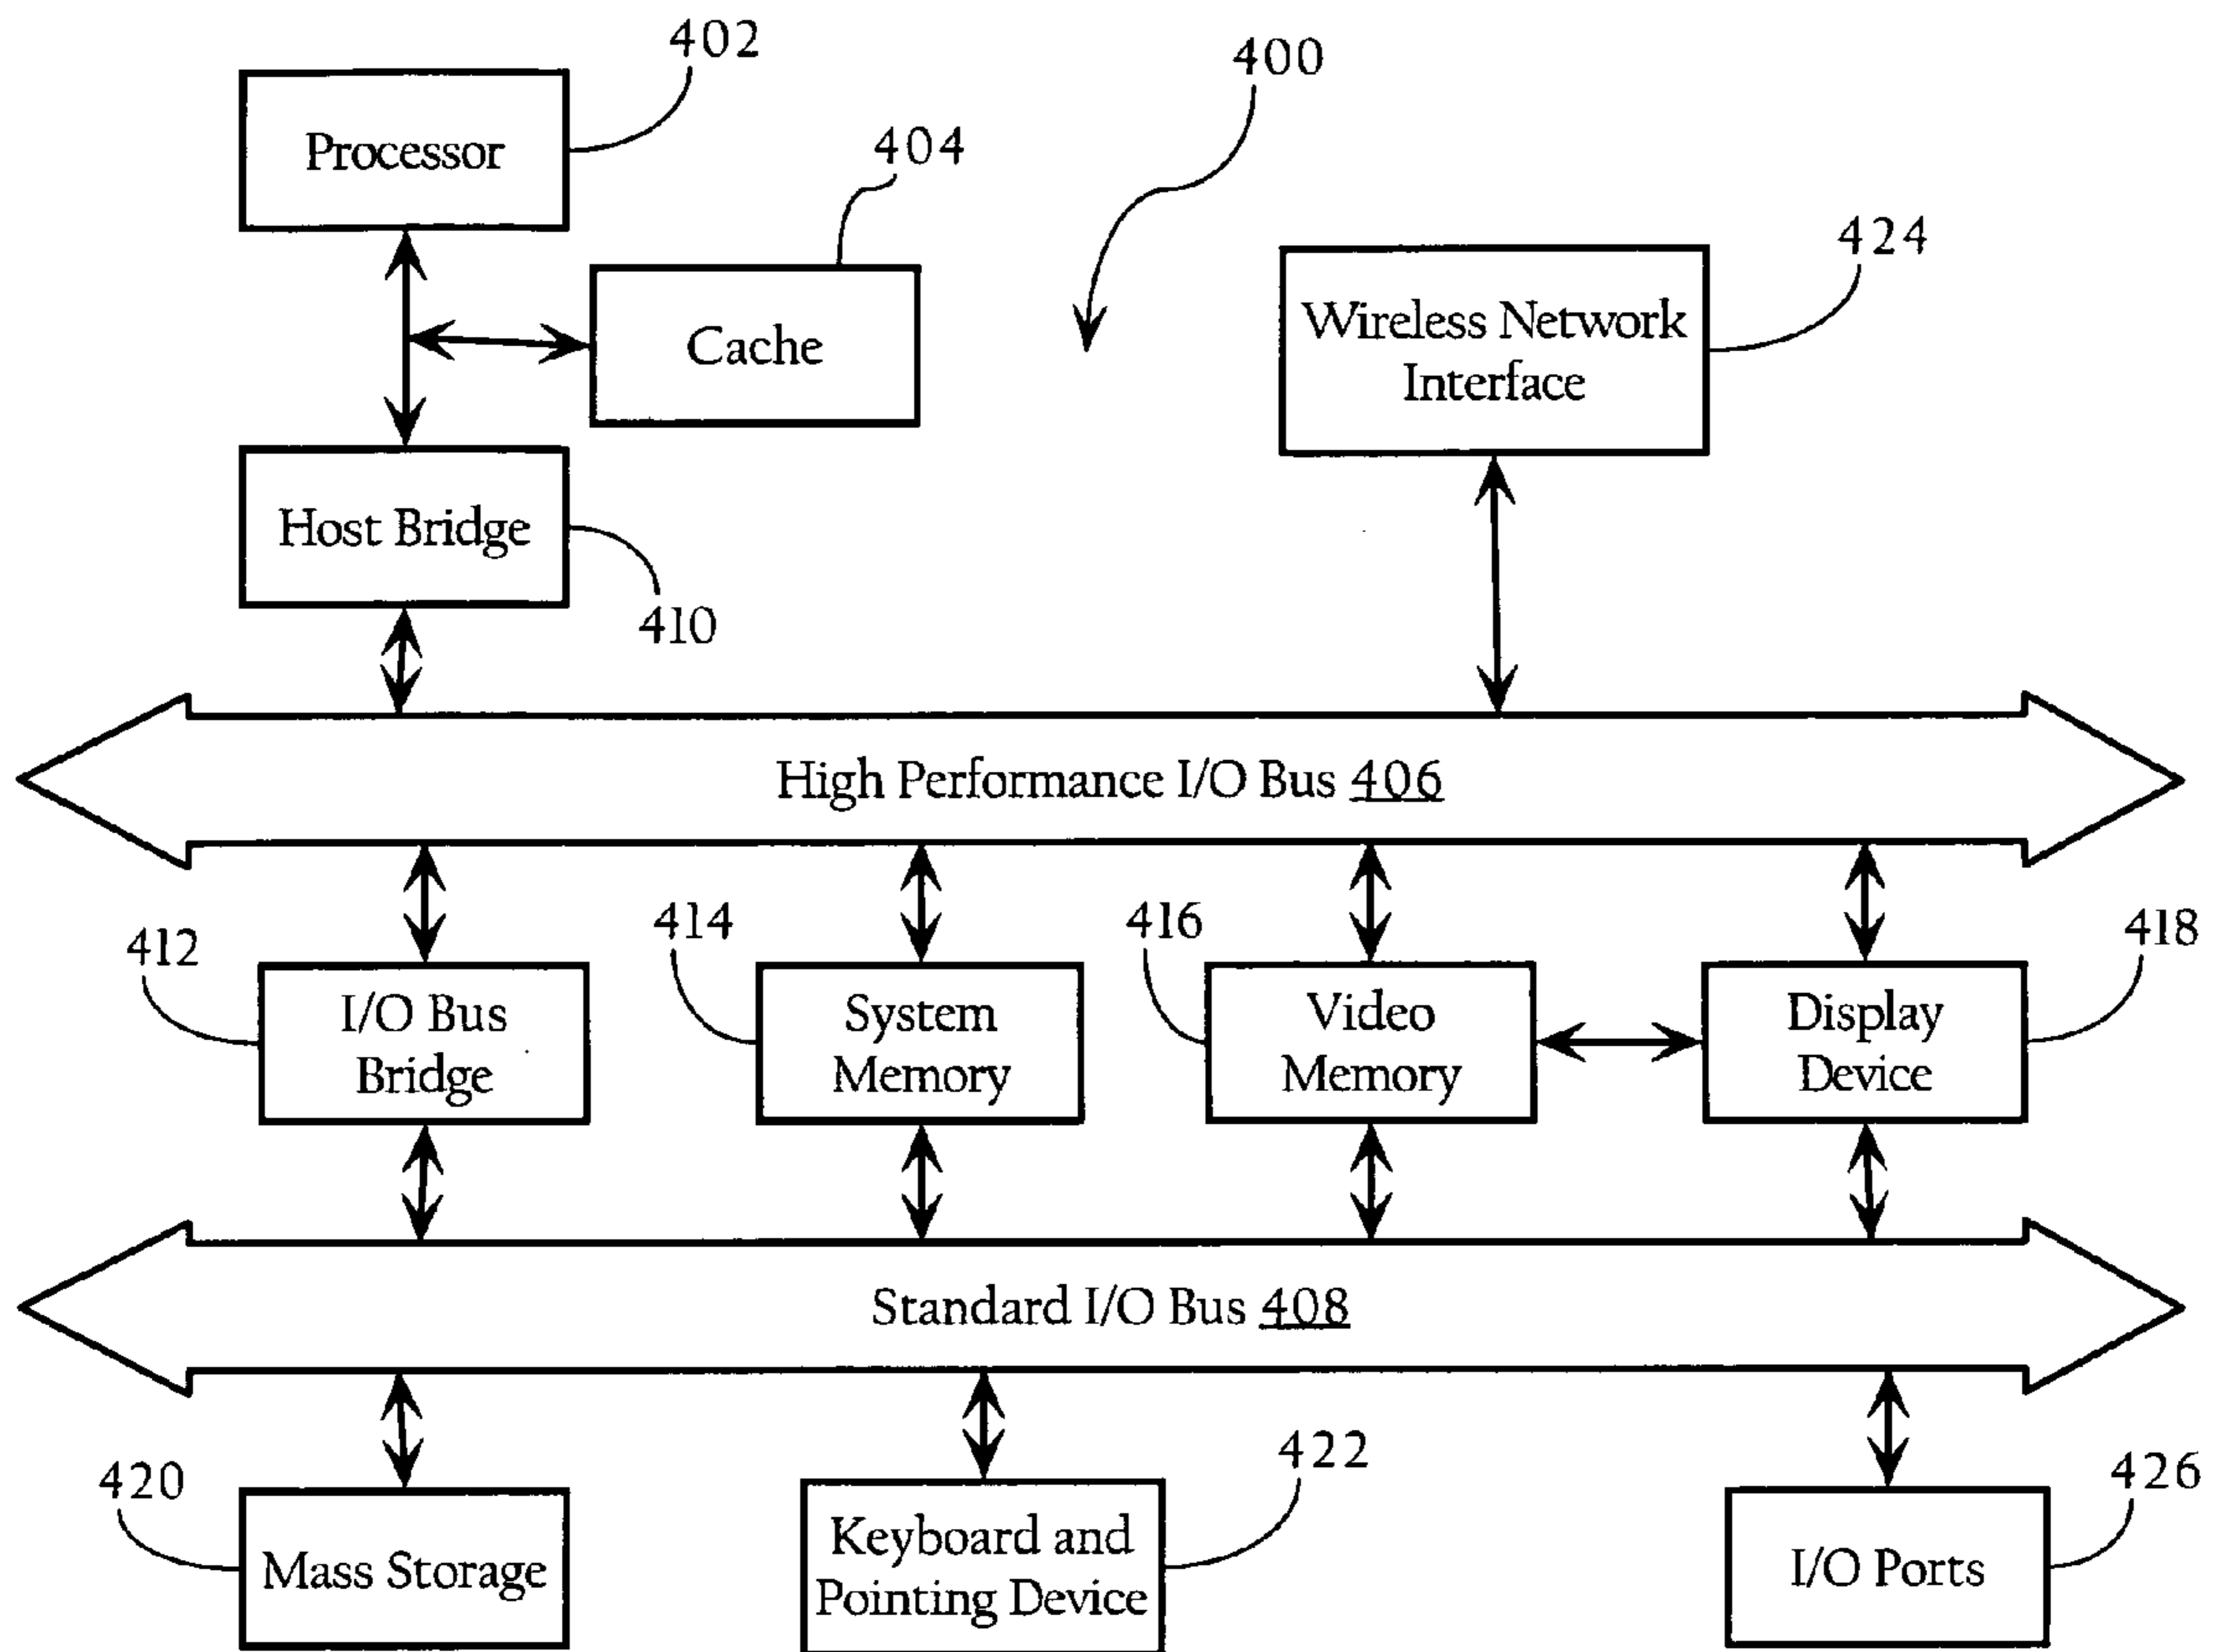 402
400
Processor
404
424
Cache
Wireless Network
Interface
Host Bridge
410
High Performance I/O Bus 406
412
414
416
418
I/O Bus
Bridge
System
Memory
Video
Memory
Display
Device
Standard I/O Bus 408
420
422
426
Mass Storage
Keyboard and
Pointing Device
I/O Ports